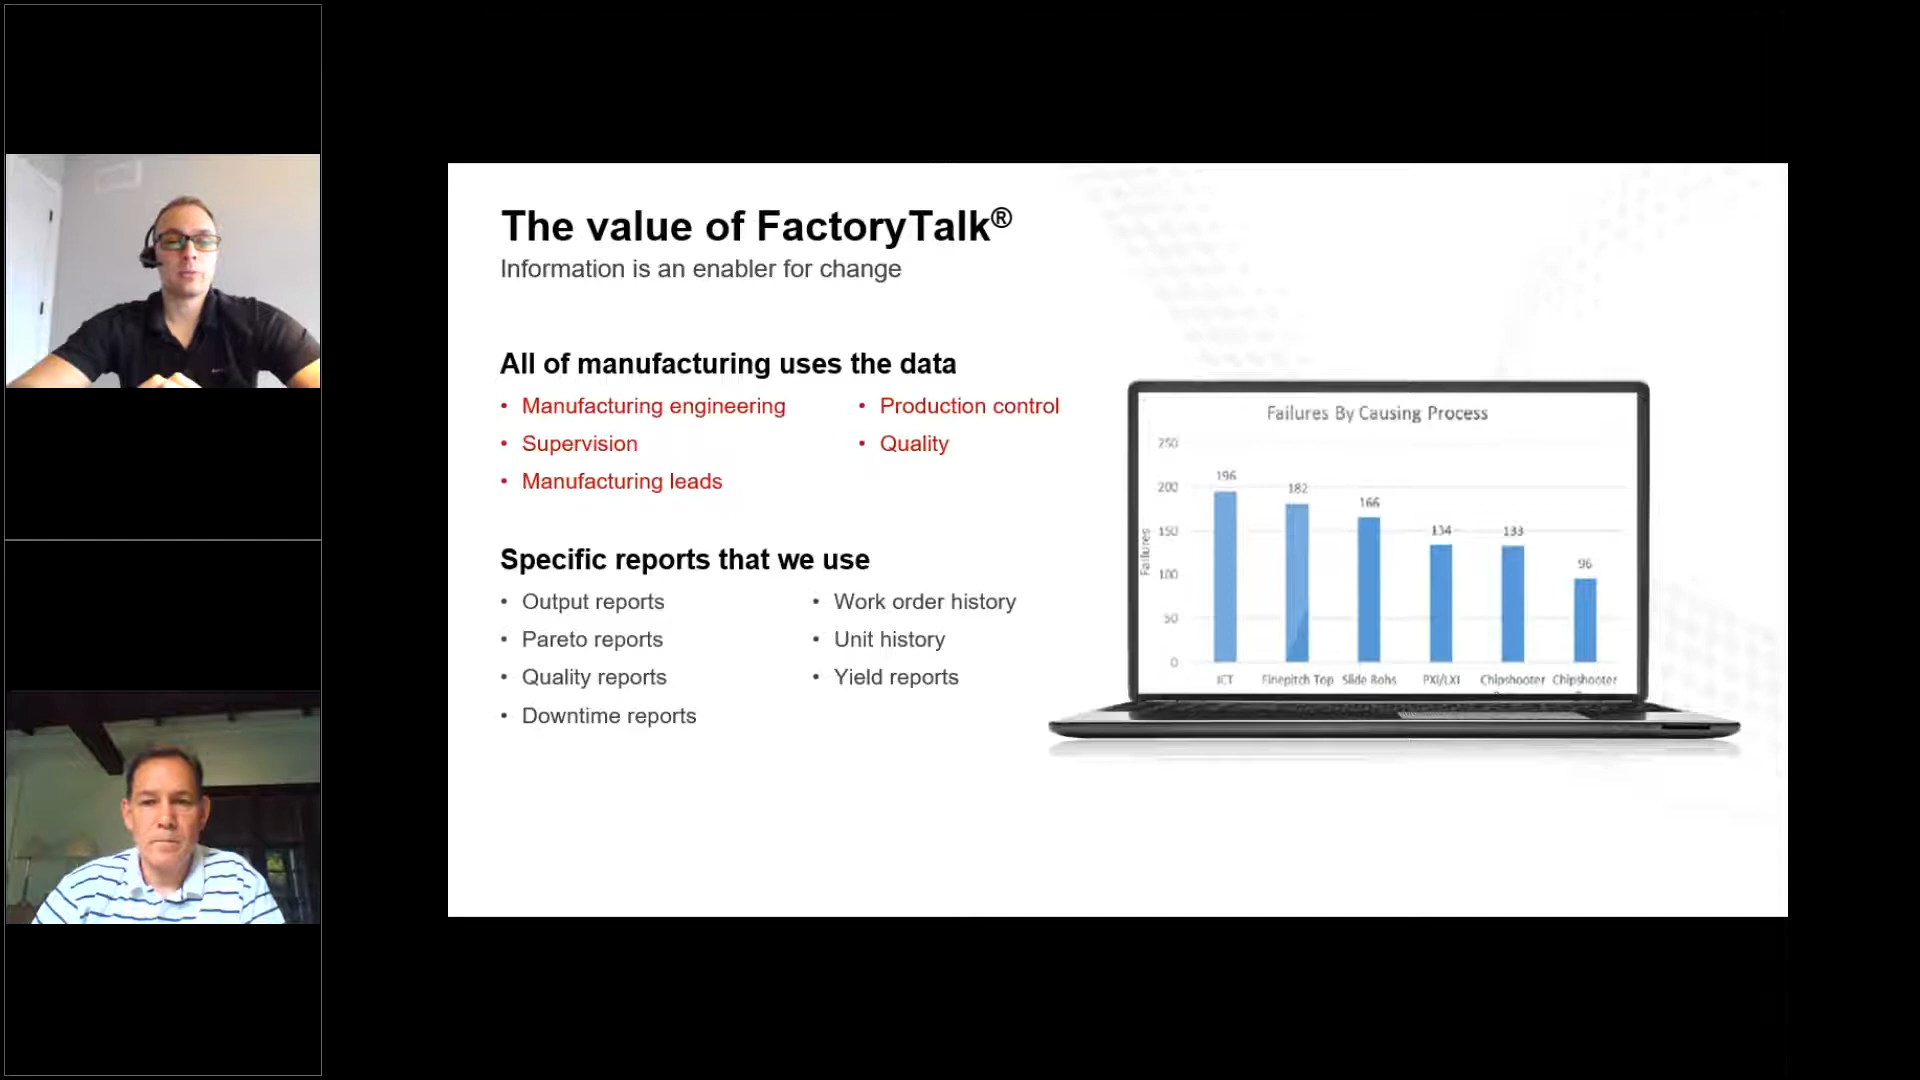 The value of FactoryTalk®
Information is an enabler for change
All of manufacturing uses the data
• Manufacturing engineering
• Supervision
• Manufacturing leads
• Production control
• Quality
Specific reports that we use
• Output reports
• Pareto reports
• Quality reports
• Downtime reports
• Work order history
• Unit history
• Yield reports
Failures By Causing Process
Failures
250
200
150
100
50
0
196
182
166
134
133
96
ICT
Finepitch Top
Slide Rohs
PXI/LXI
Chipshooter
Chipshooter